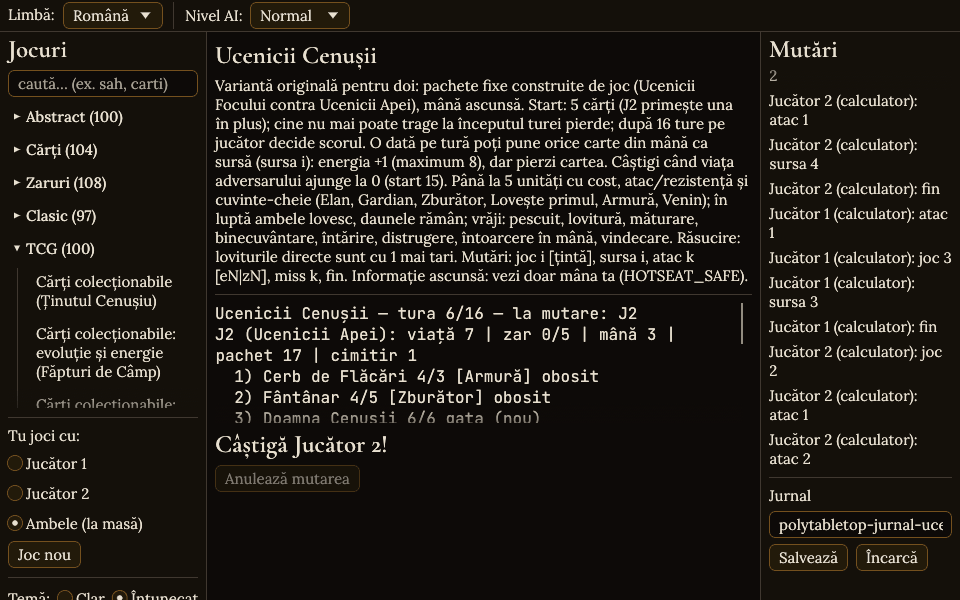 Limbă: Română ▼ Nivel AI: Normal ▼
Jocuri
caută... (ex. sah, carti)
▸ Abstract (100)
▸ Cărți (104)
▸ Zaruri (108)
▸ Clasic (97)
▾ TCG (100)
Cărți colecționabile
(Ținutul Cenușiu)
Cărți colecționabile:
evoluție și energie
(Făpturi de Câmp)
Cărți colecționabile:
Tu joci cu:
Jucător 1
Jucător 2
Ambele (la masă)
Joc nou
Temă: Clar Întunecat
Ucenicii Cenușii
Variantă originală pentru doi: pachete fixe construite de joc (Ucenicii
Focului contra Ucenicii Apei), mână ascunsă. Start: 5 cărți (J2 primește una
în plus); cine nu mai poate trage la începutul turei pierde; după 16 ture pe
jucător decide scorul. O dată pe tură poți pune orice carte din mână ca
sursă (sursa i): energia +1 (maximum 8), dar pierzi cartea. Câștigi când viața
adversarului ajunge la 0 (start 15). Până la 5 unități cu cost, atac/rezistență și
cuvinte-cheie (Elan, Gardian, Zburător, Lovește primul, Armură, Venin); în
luptă ambele lovesc, daunele rămân; vrăji: pescuit, lovitură, măturare,
binecuvântare, întărire, distrugere, întoarcere în mână, vindecare. Răsucire:
loviturile directe sunt cu 1 mai tari. Mutări: joc i [țintă], sursa i, atac k
[eN|zN], miss k, fin. Informație ascunsă: vezi doar mâna ta (HOTSEAT_SAFE).
Ucenicii Cenușii — tura 6/16 — la mutare: J2
J2 (Ucenicii Apei): viață 7 | zar 0/5 | mână 3 |
pachet 17 | cimitir 1
1) Cerb de Flăcări 4/3 [Armură] obosit
2) Fântânar 4/5 [Zburător] obosit
3) Doamna Cenușii 6/6 gata (nou)
Câștigă Jucător 2!
Anulează mutarea
Mutări
2
Jucător 2 (calculator):
atac 1
Jucător 2 (calculator):
sursa 4
Jucător 2 (calculator): fin
Jucător 1 (calculator): atac
1
Jucător 1 (calculator): joc 3
Jucător 1 (calculator):
sursa 3
Jucător 1 (calculator): fin
Jucător 2 (calculator): joc
2
Jucător 2 (calculator):
atac 1
Jucător 2 (calculator):
atac 2
Jurnal
polytabletop-jurnal-uce
Salvează Încarcă